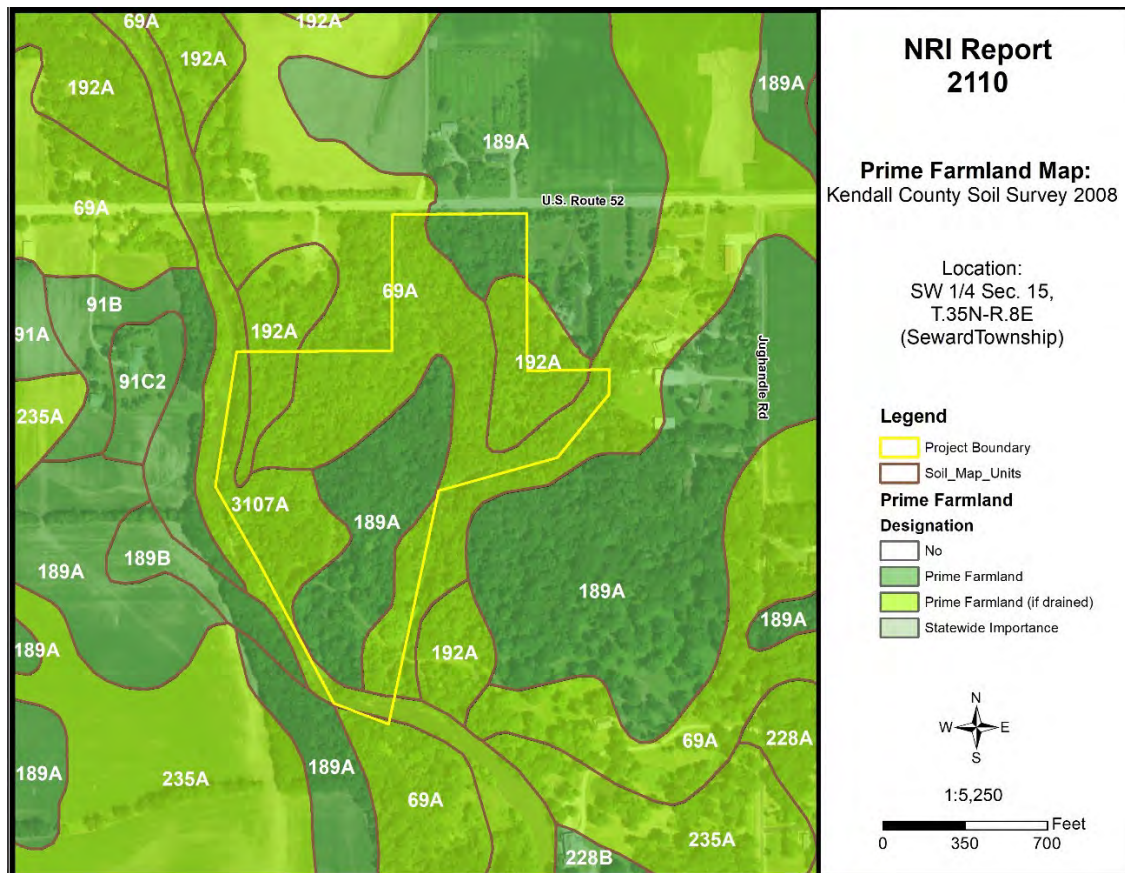 69A
192A
192A
192A
189A
189A
U.S. Route 52
69A
69A
91B
192A
91A
91C2
192A
235A
Jughandle Rd
3107A
189A
189B
189A
189A
189A
192A
189A
69A
228A
189A
235A
189A
69A
235A
228B
NRI Report
2110
Prime Farmland Map:
Kendall County Soil Survey 2008
Location:
SW 1/4 Sec. 15,
T.35N-R.8E
(SewardTownship)
Legend
Project Boundary
Soil_Map_Units
Prime Farmland
Designation
No
Prime Farmland
Prime Farmland (if drained)
Statewide Importance
N
W E
S
1:5,250
Feet
0 350 700